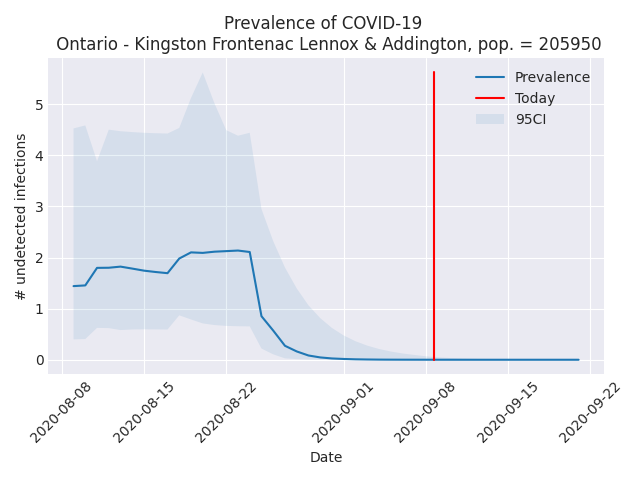 Prevalence of COVID-19
Ontario - Kingston Frontenac Lennox & Addington, pop. = 205950
Prevalence
Today
95CI
# undetected infections
5
4
3
2
1
0
2020-08-08
2020-08-15
2020-08-22
2020-09-01
2020-09-08
2020-09-15
2020-09-22
Date